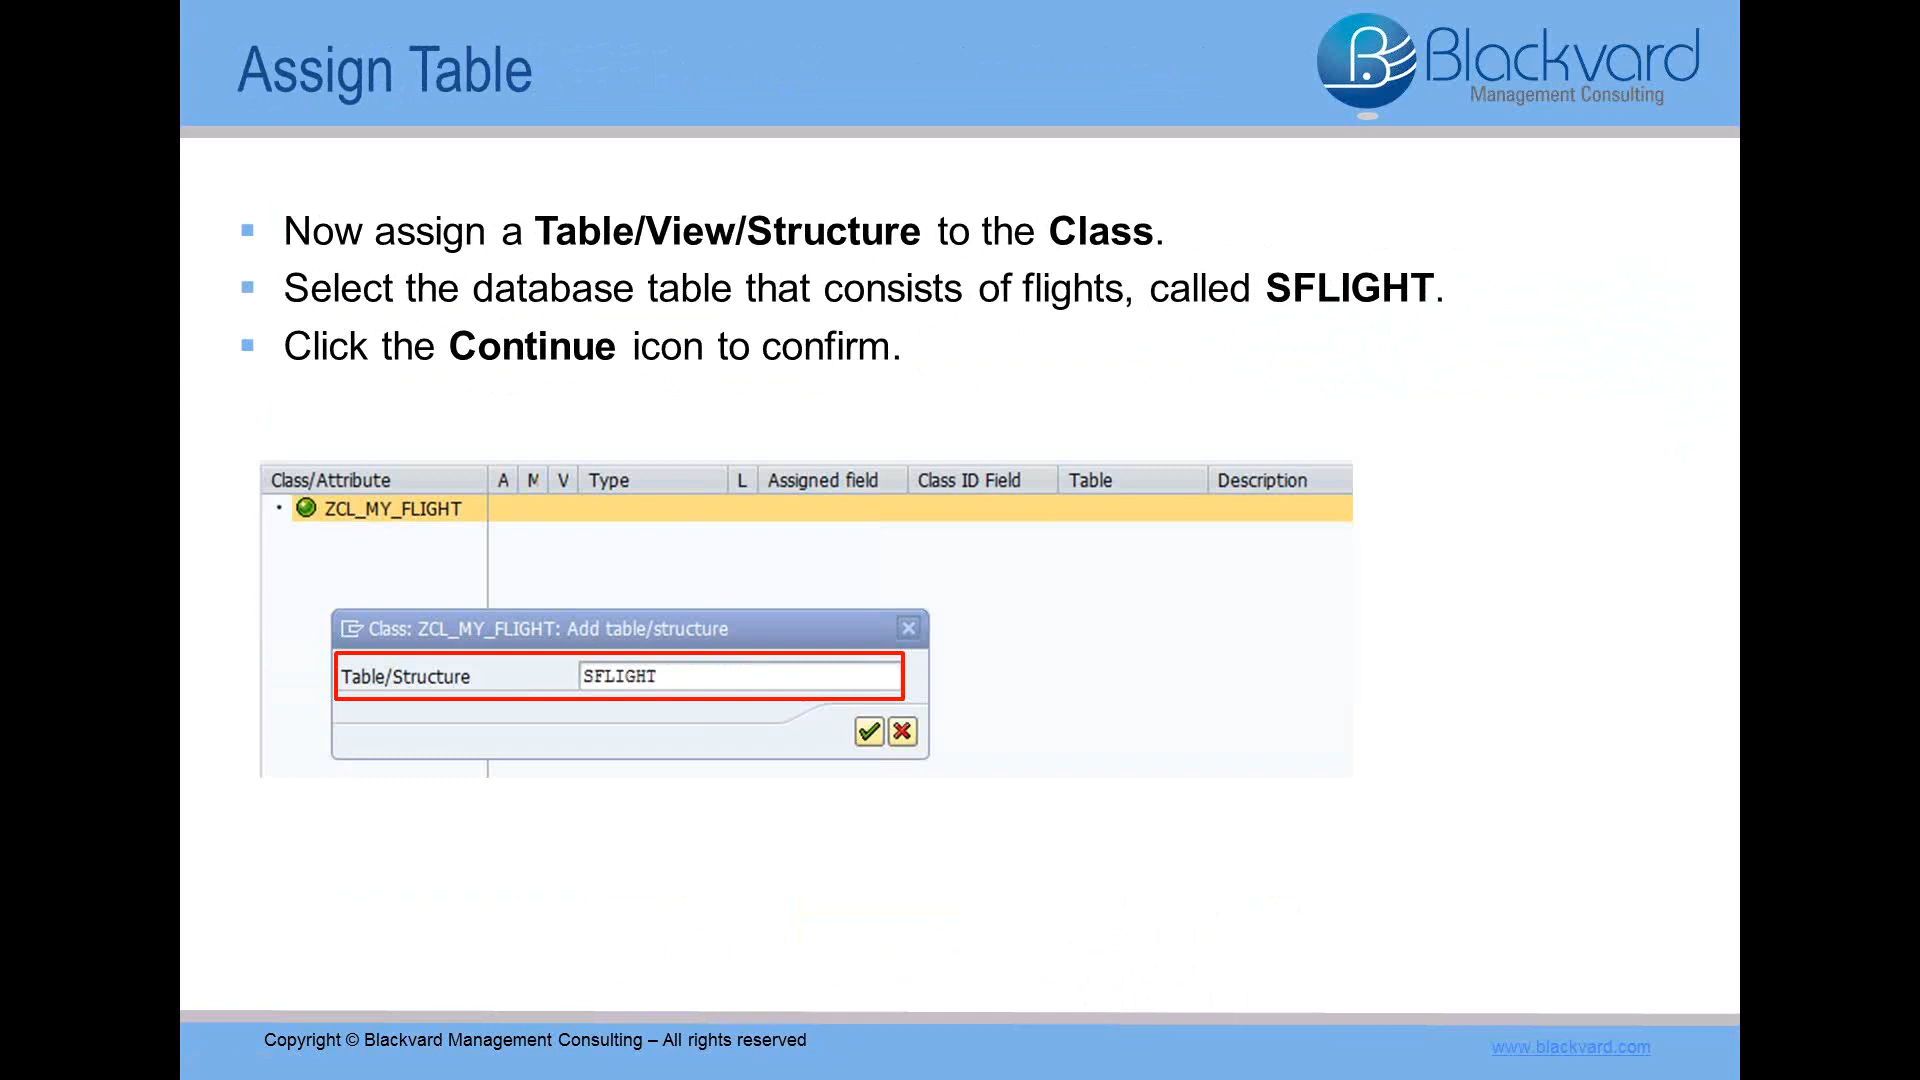 Assign Table
Blackvard
Management Consulting
Now assign a Table/View/Structure to the Class.
Select the database table that consists of flights, called SFLIGHT.
Click the Continue icon to confirm.
Class/Attribute A M V Type L Assigned field Class ID Field Table Description
ZCL_MY_FLIGHT
Class: ZCL_MY_FLIGHT: Add table/structure
Table/Structure SFLIGHT
Copyright © Blackvard Management Consulting – All rights reserved
www.blackvard.com